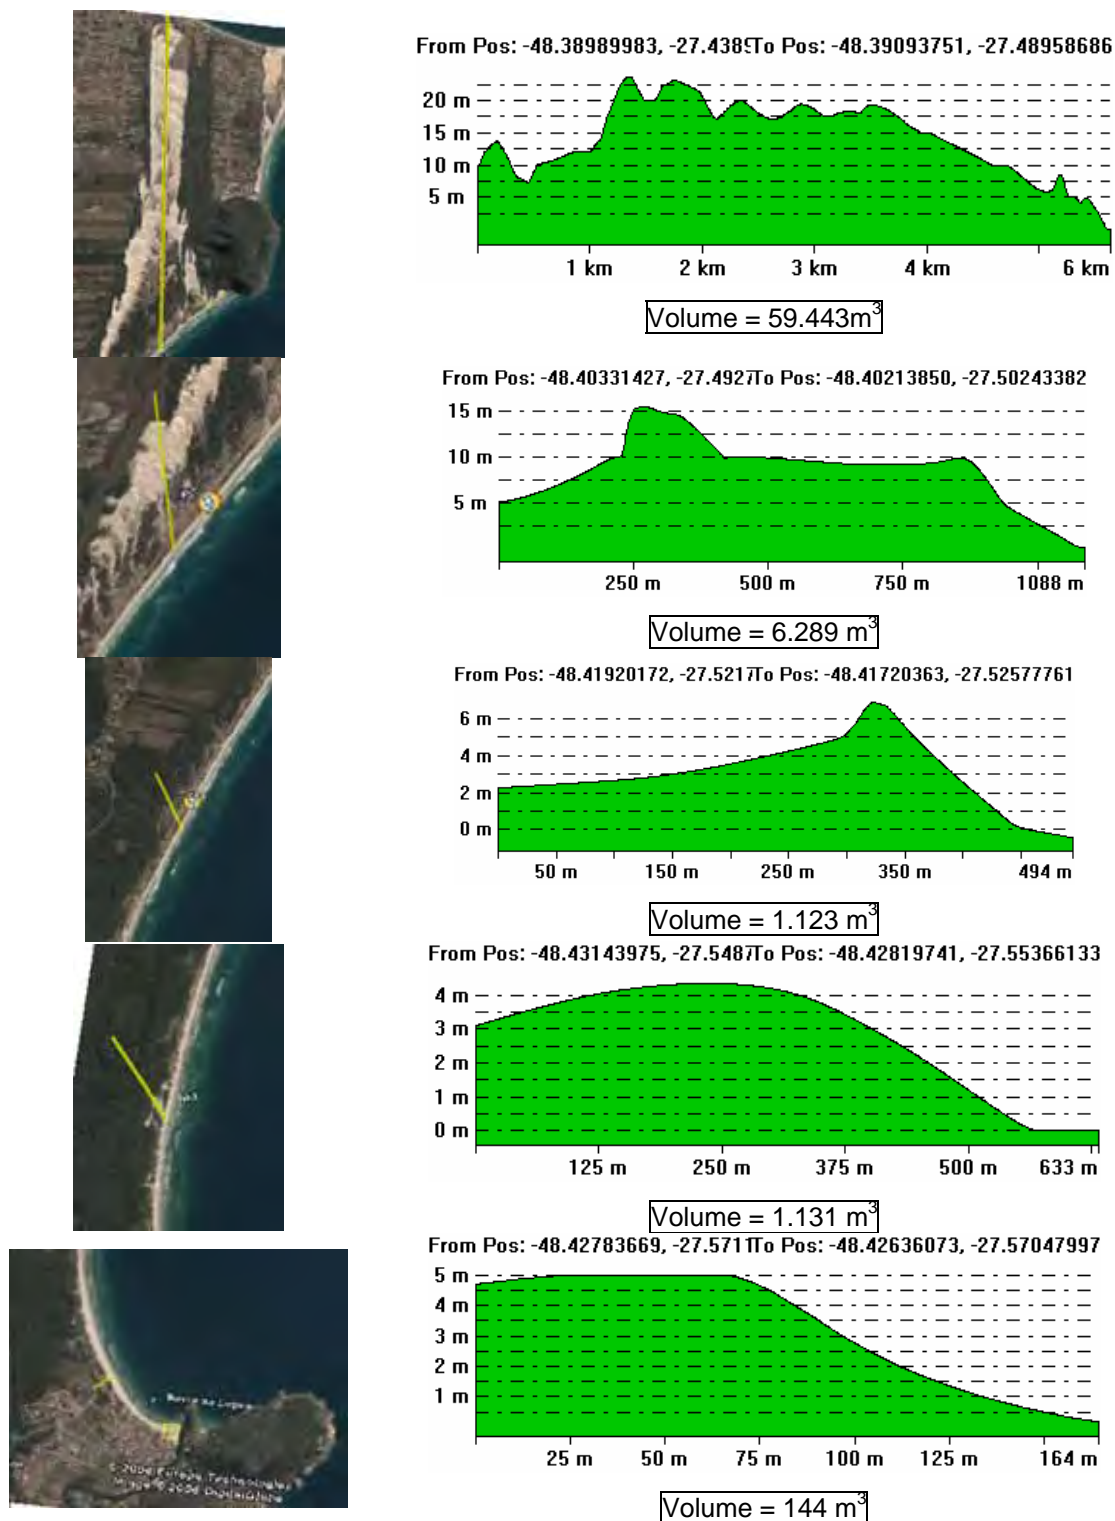 From Pos: -48.38989983, -27.4389To Pos: -48.39093751, -27.48958686
20 m
15 m
10 m
5 m
1 km 2 km 3 km 4 km 6 km
Volume = 59.443m³
From Pos: -48.40331427, -27.4927To Pos: -48.40213850, -27.50243382
15 m
10 m
5 m
250 m 500 m 750 m 1088 m
Volume = 6.289 m³
From Pos: -48.41920172, -27.5217To Pos: -48.41720363, -27.52577761
6 m
4 m
2 m
0 m
50 m 150 m 250 m 350 m 494 m
Volume = 1.123 m³
From Pos: -48.43143975, -27.5487To Pos: -48.42819741, -27.55366133
4 m
3 m
2 m
1 m
0 m
125 m 250 m 375 m 500 m 633 m
Volume = 1.131 m³
From Pos: -48.42783669, -27.5711To Pos: -48.42636073, -27.57047997
5 m
4 m
3 m
2 m
1 m
25 m 50 m 75 m 100 m 125 m 164 m
Volume = 144 m³
Technologies
Image © 2006 DigitalGlobe